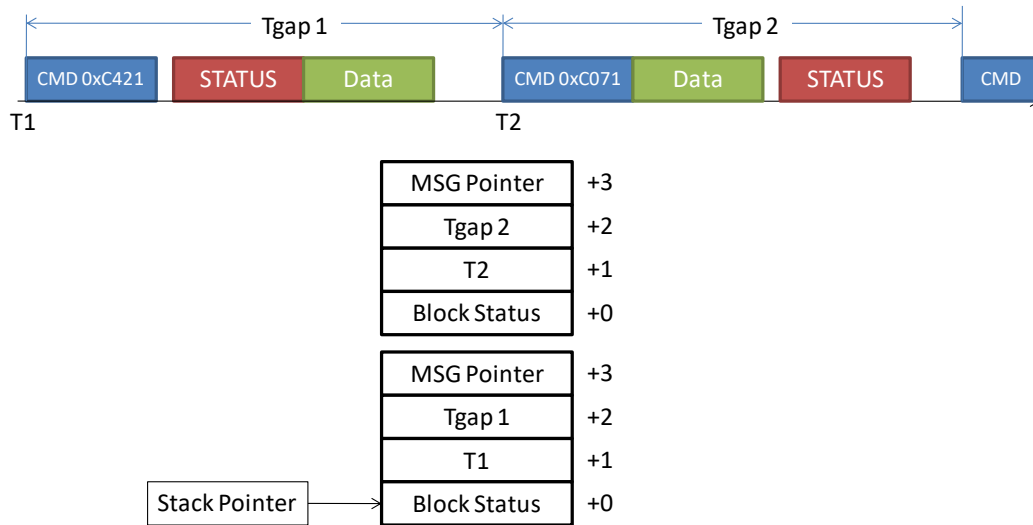 Tgap 1 Tgap 2
CMD 0xC421 STATUS Data CMD 0xC071 Data STATUS CMD
T1 T2
MSG Pointer +3
Tgap 2 +2
T2 +1
Block Status +0
MSG Pointer +3
Tgap 1 +2
T1 +1
Stack Pointer Block Status +0